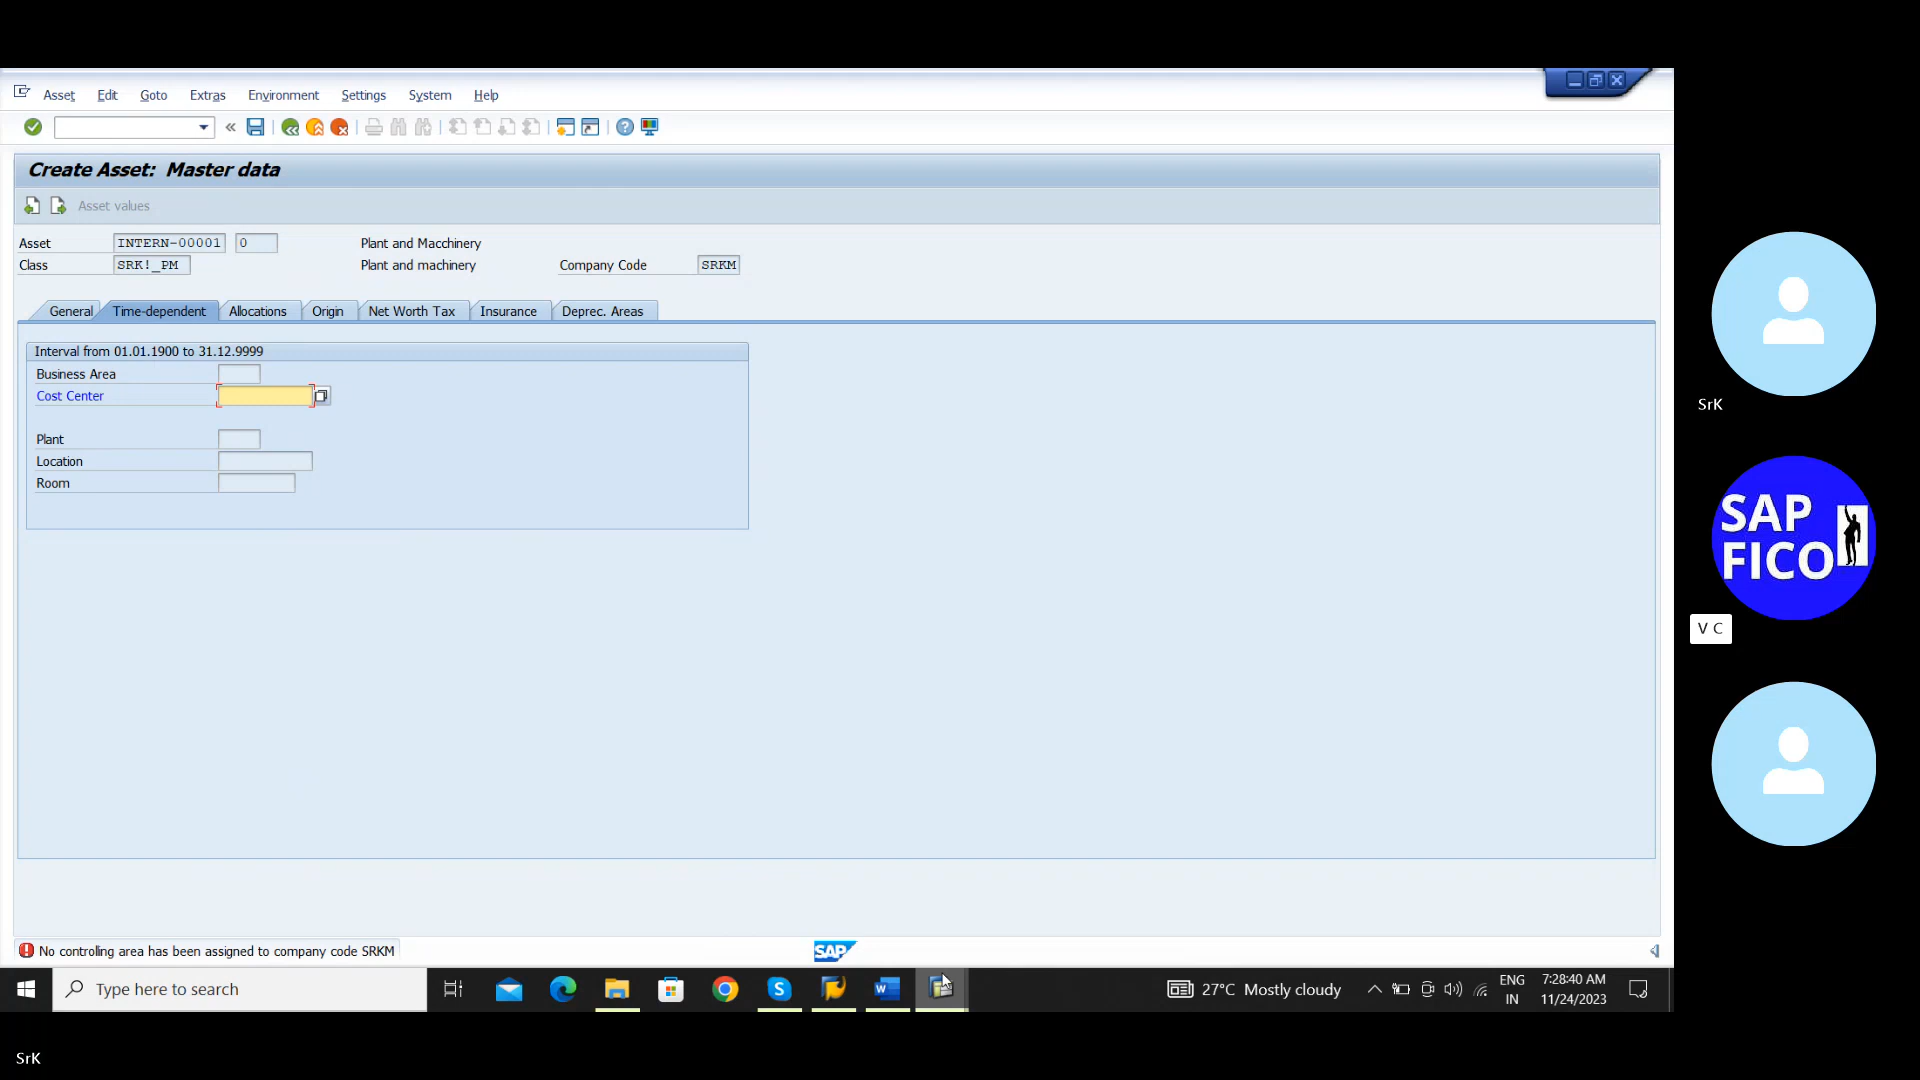 Asset Edit Goto Extras Environment Settings System Help
Create Asset: Master data
Asset values
Asset INTERN-00001 0 Plant and Macchinery
Class SRK!_PM Plant and machinery Company Code SRKM
General Time-dependent Allocations Origin Net Worth Tax Insurance Deprec. Areas
Interval from 01.01.1900 to 31.12.9999
Business Area
Cost Center
Plant
Location
Room
No controling area has been assigned to company code SRKM
SAP
Type here to search
27°C Mostly cloudy
ENG
IN
7:28:40 AM
11/24/2023
SrK
SAP
FICO
V C
SrK